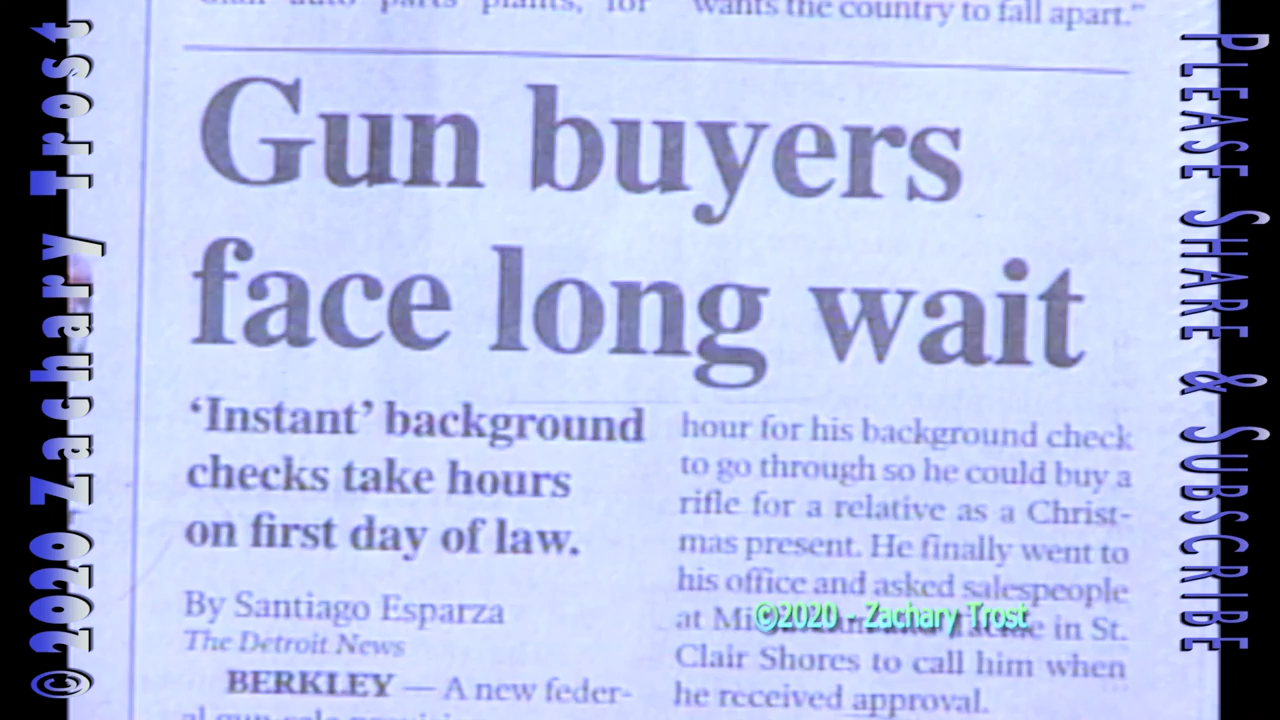 ©2020 Zachary Trost
parts plants, for
wants the country to fall apart."
Gun buyers
face long wait
‘Instant’ background
checks take hours
on first day of law.
By Santiago Esparza
The Detroit News
BERKLEY — A new feder-
hour for his background check
to go through so he could buy a
rifle for a relative as a Christ-
mas present. He finally went to
his office and asked salespeople
at in St.
©2020 - Zachary Trost
Clair Shores to call him when
he received approval.
PLEASE SHARE & SUBSCRIBE